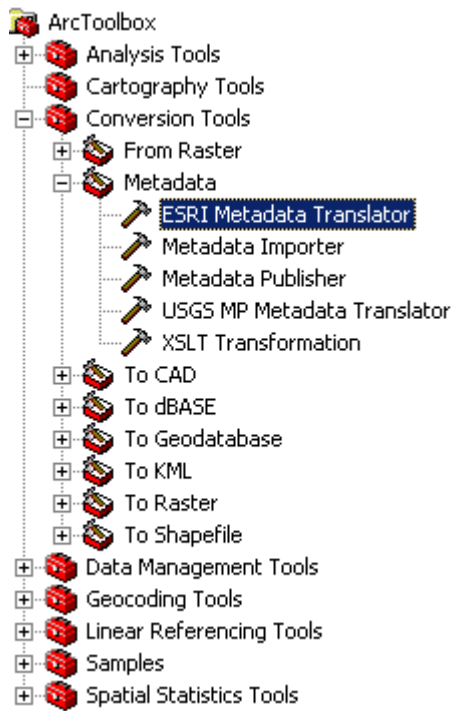 ArcToolbox
Analysis Tools
Cartography Tools
Conversion Tools
From Raster
Metadata
ESRI Metadata Translator
Metadata Importer
Metadata Publisher
USGS MP Metadata Translator
XSLT Transformation
To CAD
To dBASE
To Geodatabase
To KML
To Raster
To Shapefile
Data Management Tools
Geocoding Tools
Linear Referencing Tools
Samples
Spatial Statistics Tools